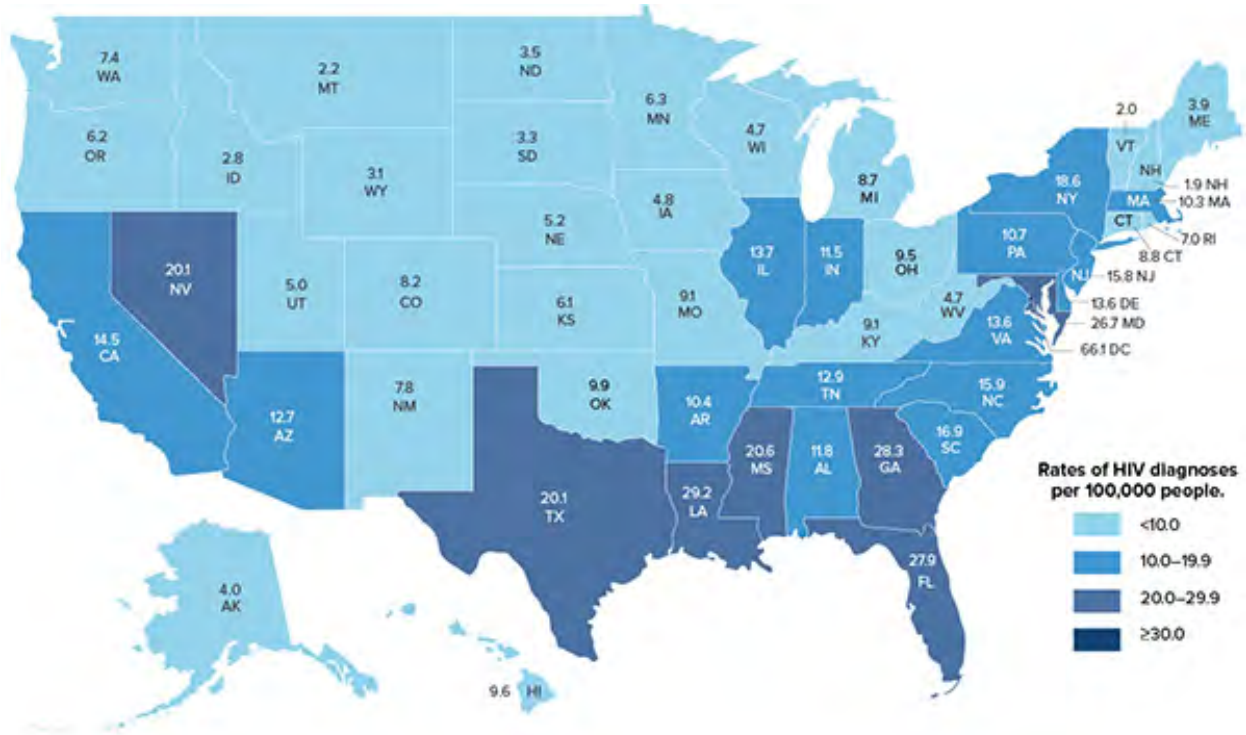 7.4
WA
2.2
MT
3.5
ND
6.3
MN
4.7
WI
8.7
MI
2.0
VT
3.9
ME
NH
1.9 NH
6.2
OR
2.8
ID
3.1
WY
3.3
SD
4.8
IA
18.6
NY
MA
10.3 MA
CT
7.0 RI
8.8 CT
5.2
NE
13.7
IL
11.5
IN
9.5
OH
10.7
PA
NJ
15.8 NJ
13.6 DE
26.7 MD
66.1 DC
20.1
NV
5.0
UT
8.2
CO
6.1
KS
9.1
MO
9.1
KY
4.7
WV
13.6
VA
14.5
CA
12.7
AZ
7.8
NM
9.9
OK
10.4
AR
12.9
TN
15.9
NC
16.9
SC
20.1
TX
29.2
LA
20.6
MS
11.8
AL
28.3
GA
27.9
FL
4.0
AK
9.6
HI
Rates of HIV diagnoses
per 100,000 people.
<10.0
10.0–19.9
20.0–29.9
≥30.0